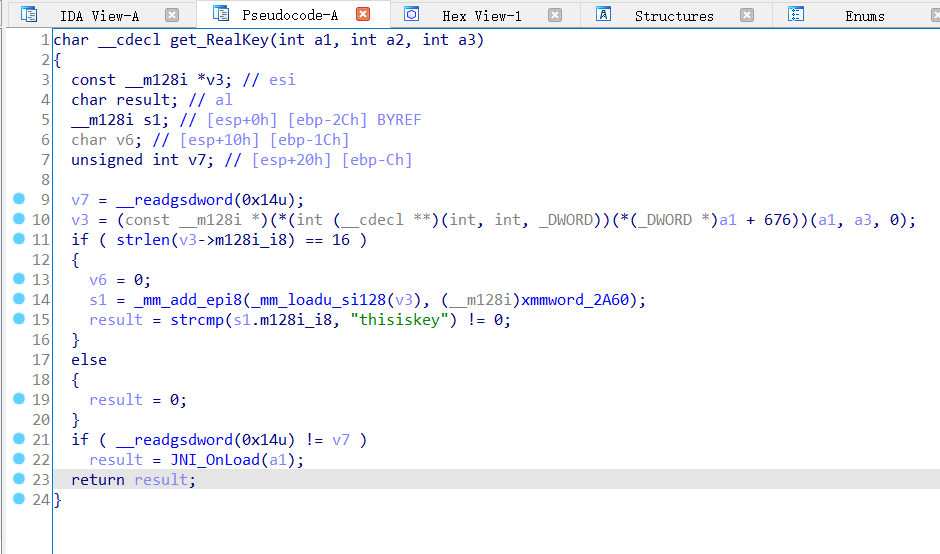 IDA View-A Pseudocode-A Hex View-1 Structures Enums
1 char __cdecl get_RealKey(int a1, int a2, int a3)
2 {
3   const __m128i *v3; // esi
4   char result; // al
5   __m128i s1; // [esp+0h] [ebp-2Ch] BYREF
6   char v6; // [esp+10h] [ebp-1Ch]
7   unsigned int v7; // [esp+20h] [ebp-Ch]
8
9   v7 = __readgsdword(0x14u);
10   v3 = (const __m128i *)(*(int (__cdecl **)(int, int, _DWORD))(*(_DWORD *)a1 + 676))(a1, a3, 0);
11   if ( strlen(v3->m128i_i8) == 16 )
12   {
13     v6 = 0;
14     s1 = _mm_add_epi8(_mm_loadu_si128(v3), (__m128i)xmmword_2A60);
15     result = strcmp(s1.m128i_i8, "thisiskey") != 0;
16   }
17   else
18   {
19     result = 0;
20   }
21   if ( __readgsdword(0x14u) != v7 )
22     result = JNI_OnLoad(a1);
23   return result;
24 }